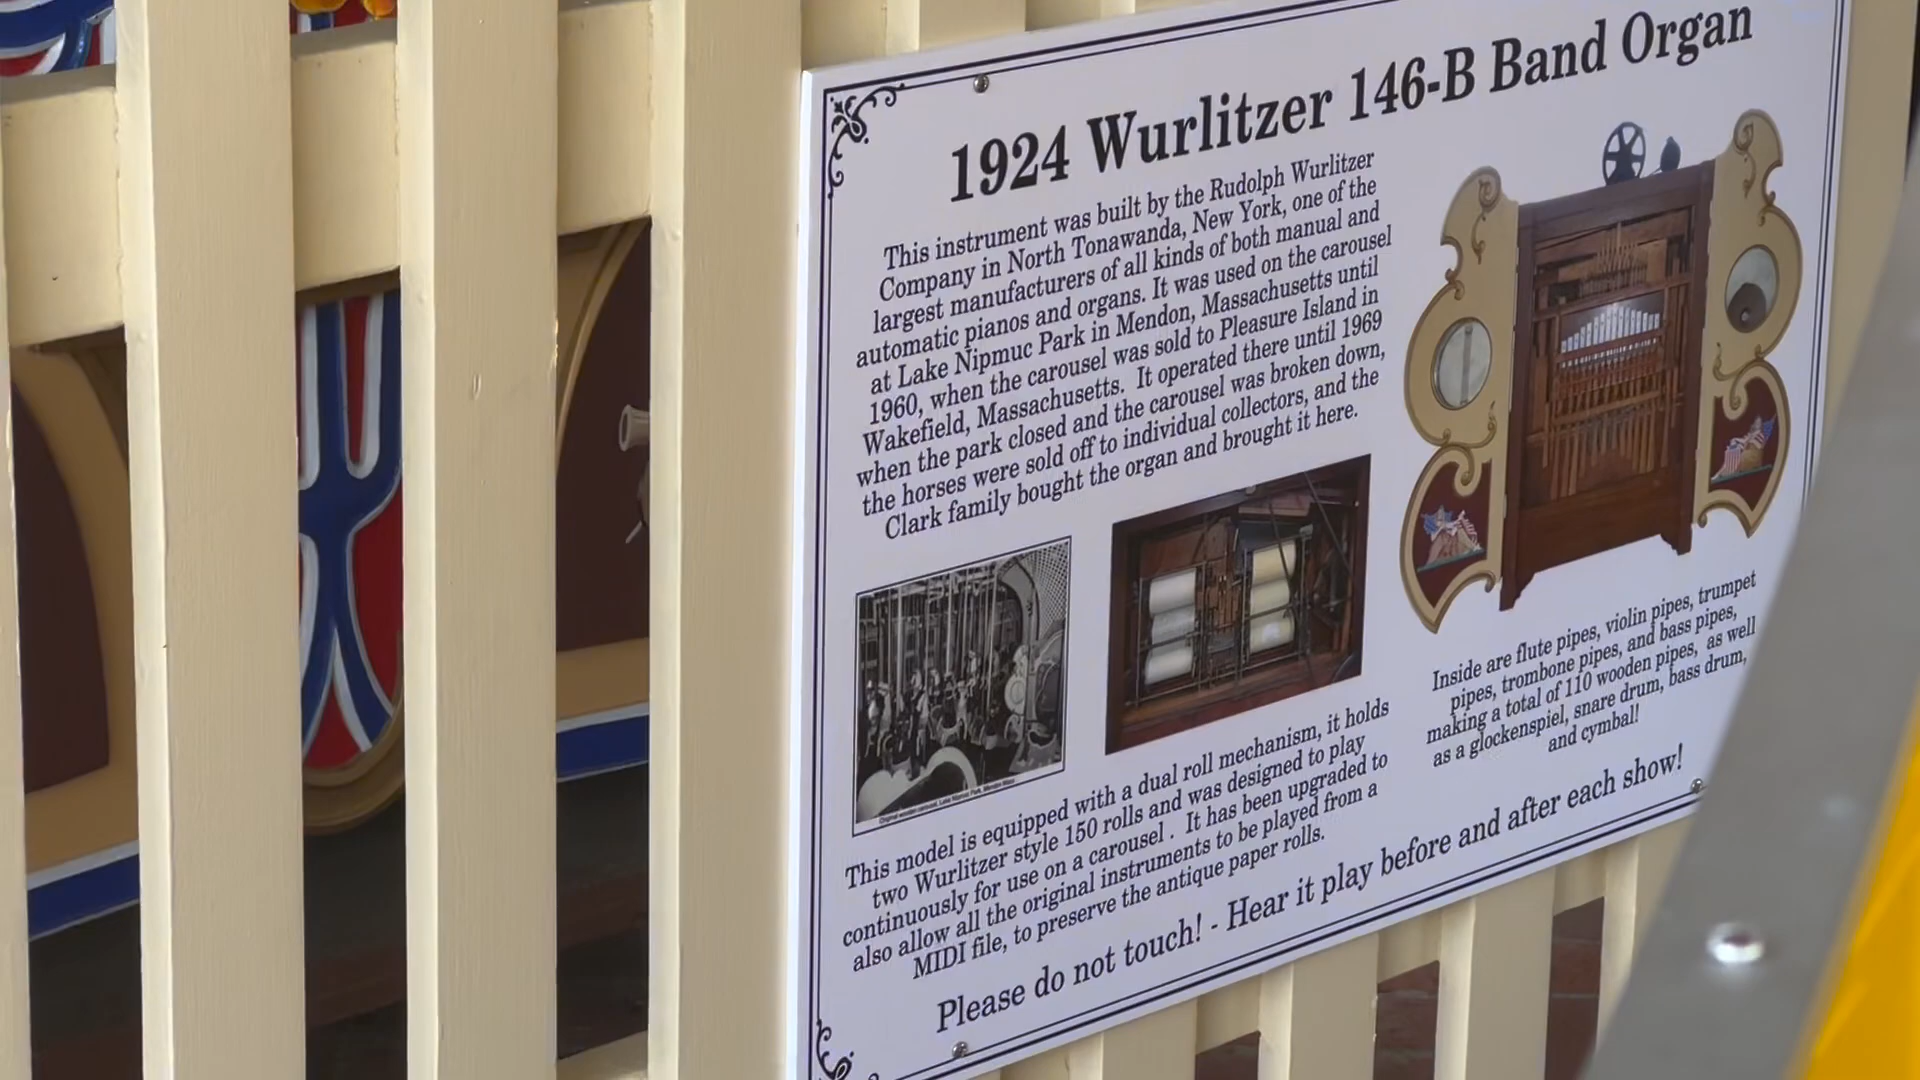 1924 Wurlitzer 146-B Band Organ
This instrument was built by the Rudolph Wurlitzer
Company in North Tonawanda, New York, one of the
largest manufacturers of all kinds of both manual and
automatic pianos and organs. It was used on the carousel
at Lake Nipmuc Park in Mendon, Massachusetts until
1960, when the carousel was sold to Pleasure Island in
Wakefield, Massachusetts. It operated there until 1969
when the park closed and the carousel was broken down,
the horses were sold off to individual collectors, and the
Clark family bought the organ and brought it here.
Original wooden carousel, Lake Nipmuc Park, Mendon Mass
This model is equipped with a dual roll mechanism, it holds
two Wurlitzer style 150 rolls and was designed to play
continuously for use on a carousel . It has been upgraded to
also allow all the original instruments to be played from a
MIDI file, to preserve the antique paper rolls.
Inside are flute pipes, violin pipes, trumpet
pipes, trombone pipes, and bass pipes,
making a total of 110 wooden pipes, as well
as a glockenspiel, snare drum, bass drum,
and cymbal!
Please do not touch! - Hear it play before and after each show!